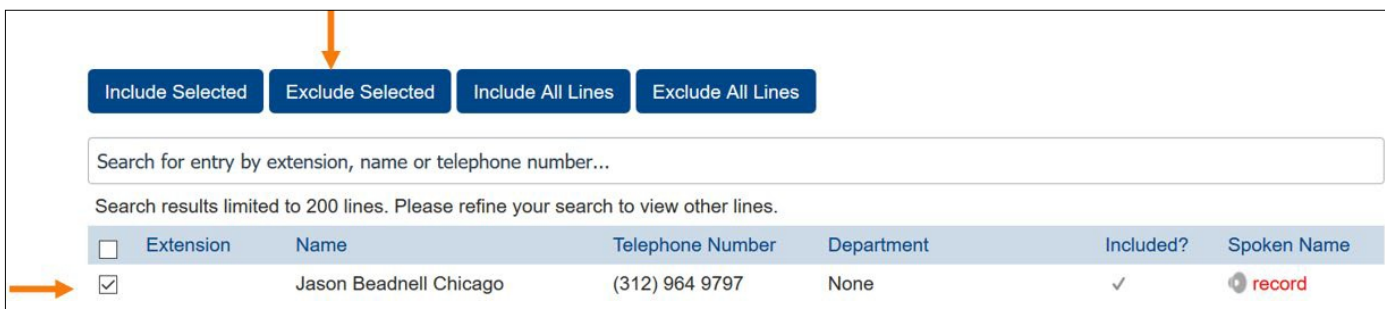 Include Selected Exclude Selected Include All Lines Exclude All Lines
Search for entry by extension, name or telephone number...
Search results limited to 200 lines. Please refine your search to view other lines.
Extension Name Telephone Number Department Included? Spoken Name
Jason Beadnell Chicago (312) 964 9797 None record